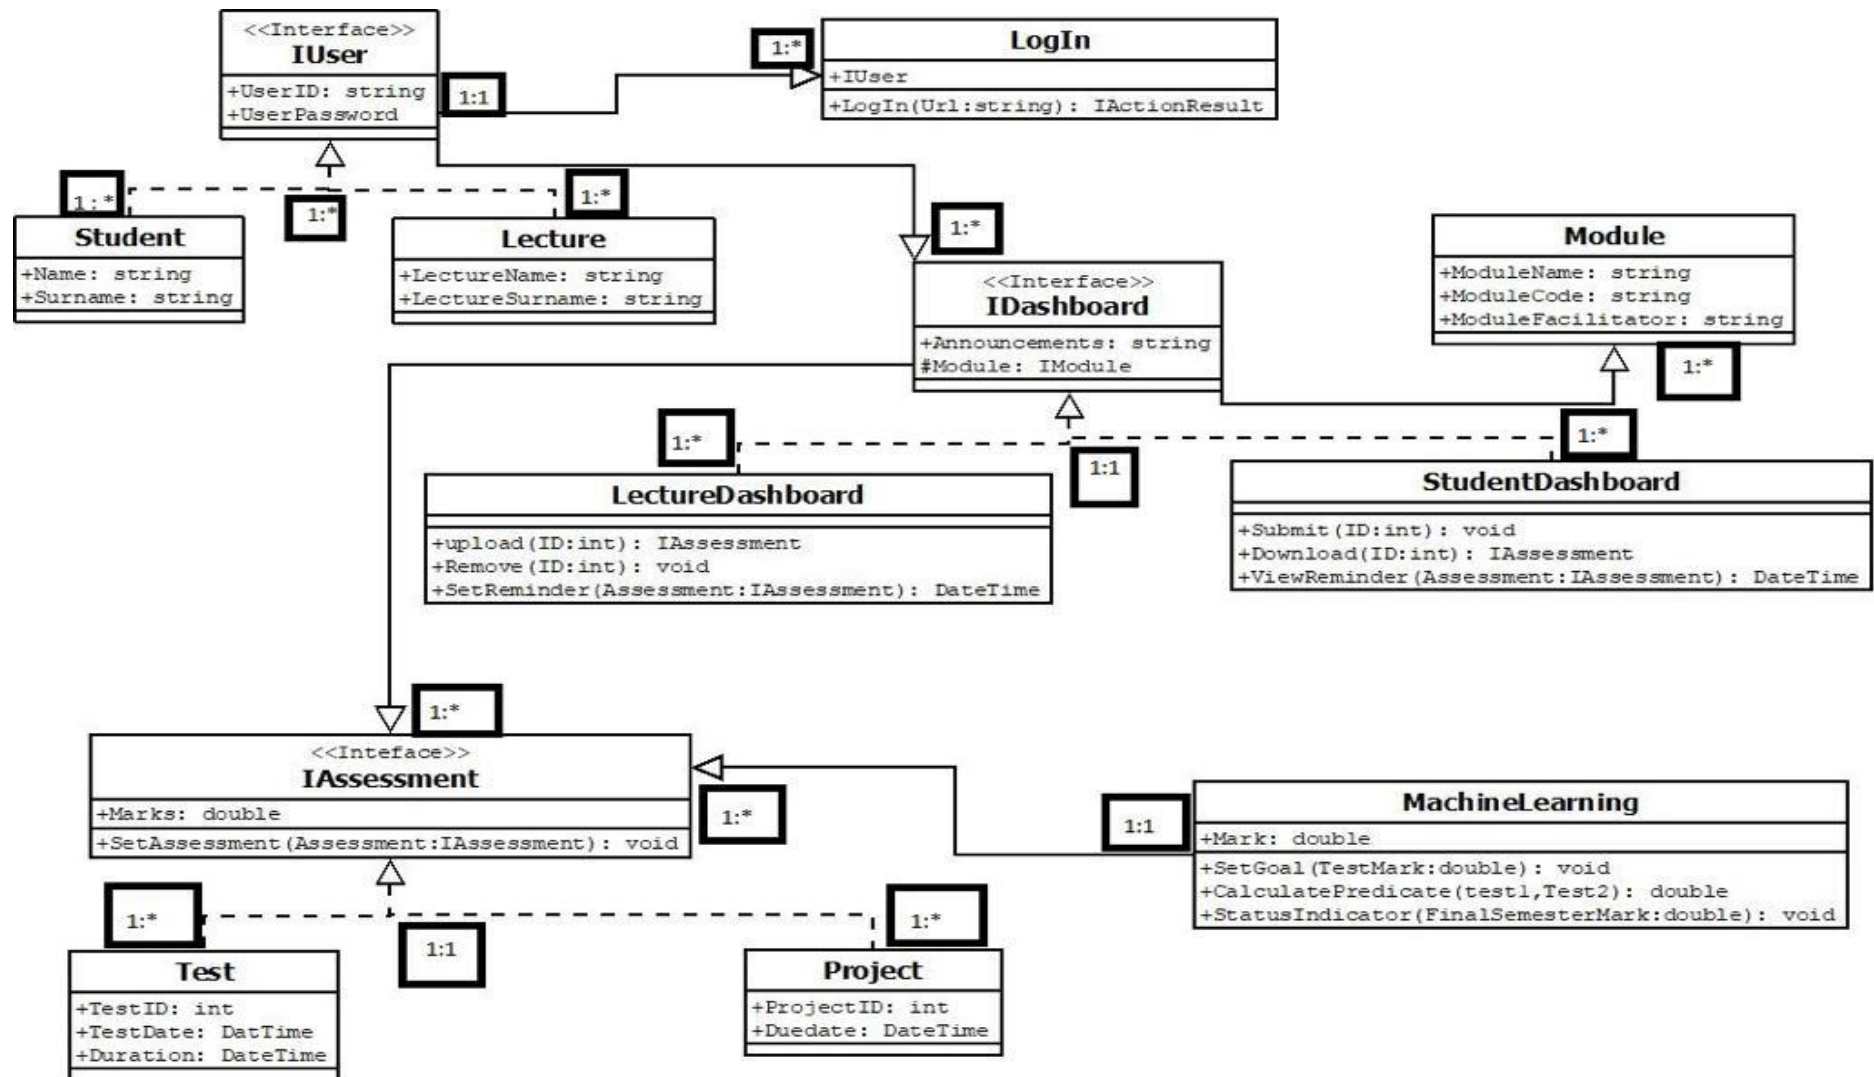 <<Interface>>
IUser
+UserID: string
+UserPassword
1:1
1:*
LogIn
+IUser
+LogIn(Url:string): IActionResult
1:*
1:*
1:*
Student
+Name: string
+Surname: string
Lecture
+LectureName: string
+LectureSurname: string
1:*
<<Interface>>
IDashboard
+Announcements: string
#Module: IModule
Module
+ModuleName: string
+ModuleCode: string
+ModuleFacilitator: string
1:*
1:*
1:1
1:*
LectureDashboard
+upload(ID:int): IAssessment
+Remove(ID:int): void
+SetReminder(Assessment:IAssessment): DateTime
StudentDashboard
+Submit(ID:int): void
+Download(ID:int): IAssessment
+ViewReminder(Assessment:IAssessment): DateTime
1:*
<<Inteface>>
IAssessment
+Marks: double
+SetAssessment(Assessment:IAssessment): void
1:*
1:1
MachineLearning
+Mark: double
+SetGoal(TestMark:double): void
+CalculatePredicate(test1,Test2): double
+StatusIndicator(FinalSemesterMark:double): void
1:*
1:1
1:*
Test
+TestID: int
+TestDate: DatTime
+Duration: DateTime
Project
+ProjectID: int
+Duedate: DateTime